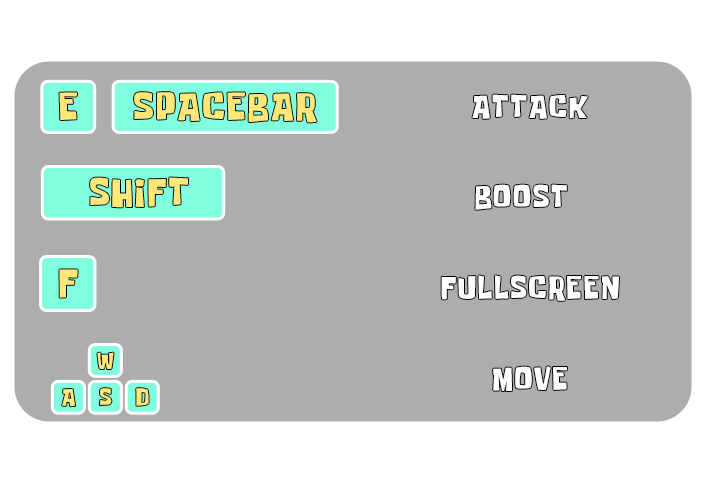 E SPACEBAR ATTACK
SHIFT BOOST
F FULLSCREEN
W
A S D MOVE